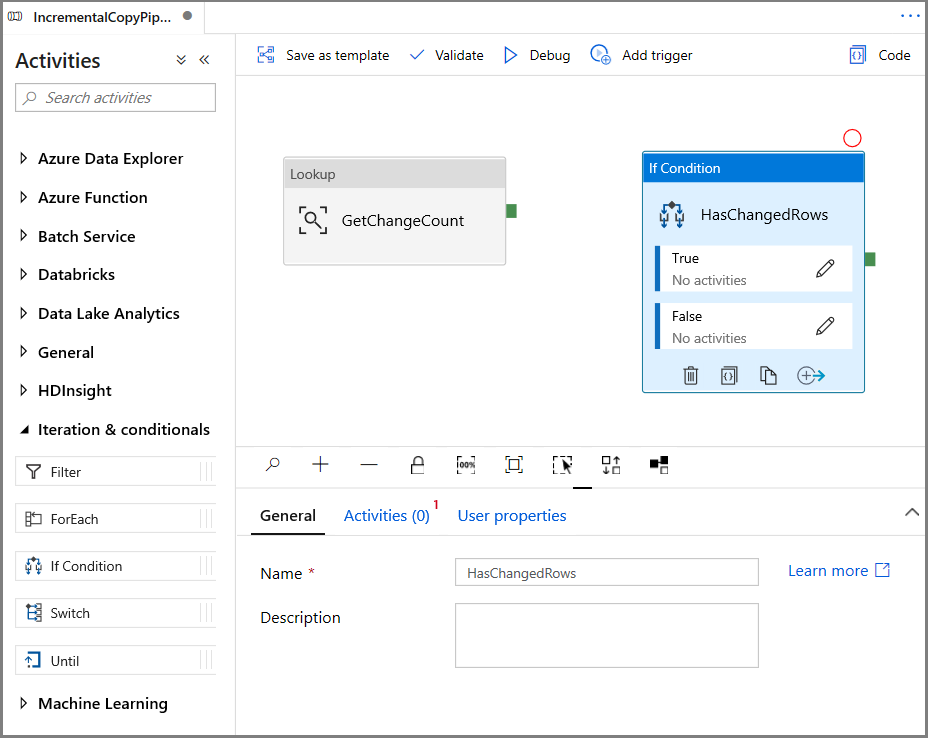 IncrementalCopyPip...
Activities
Search activities
Azure Data Explorer
Azure Function
Batch Service
Databricks
Data Lake Analytics
General
HDInsight
Iteration & conditionals
Filter
ForEach
If Condition
Switch
Until
Machine Learning
Save as template
Validate
Debug
Add trigger
Code
Lookup
GetChangeCount
If Condition
HasChangedRows
True
No activities
False
No activities
100%
General
Activities (0) 1
User properties
Name *
HasChangedRows
Learn more
Description